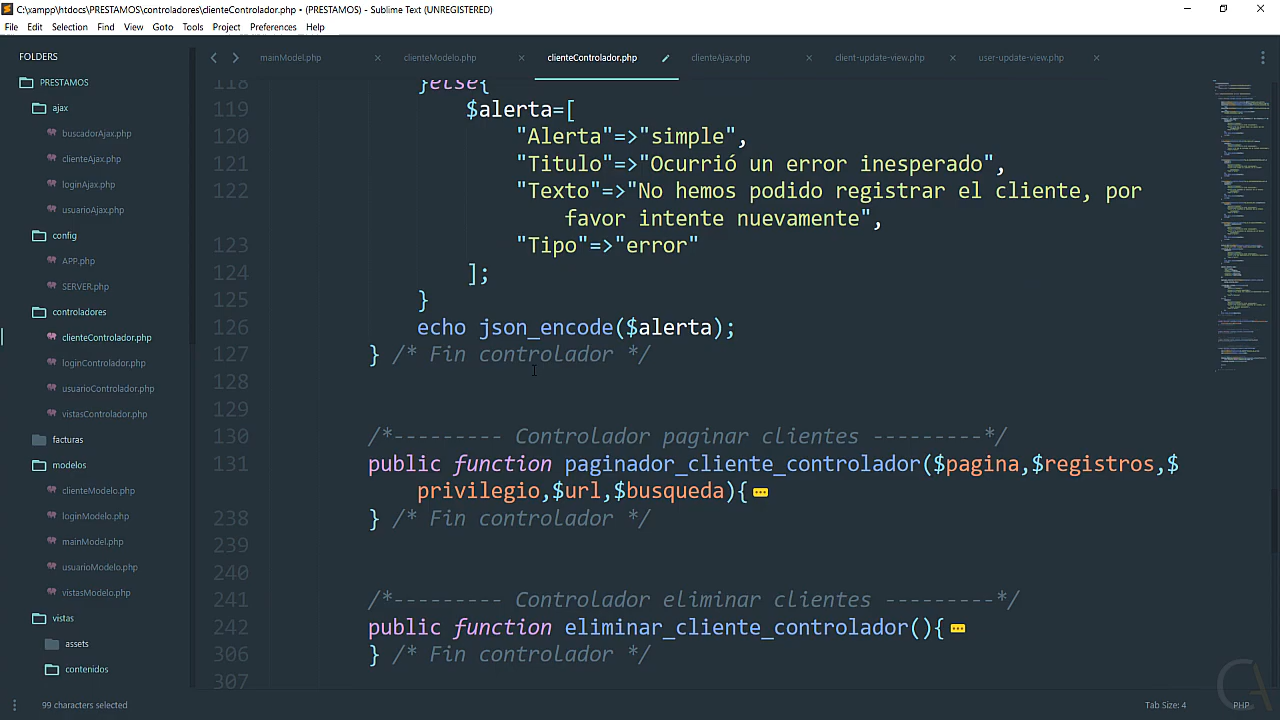 C:\xampp\htdocs\PRESTAMOS\controladores\clienteControlador.php • (PRESTAMOS) - Sublime Text (UNREGISTERED)
File Edit Selection Find View Goto Tools Project Preferences Help
FOLDERS
PRESTAMOS
ajax
buscadorAjax.php
clienteAjax.php
loginAjax.php
usuarioAjax.php
config
APP.php
SERVER.php
controladores
clienteControlador.php
loginControlador.php
usuarioControlador.php
vistasControlador.php
facturas
modelos
clienteModelo.php
loginModelo.php
mainModel.php
usuarioModelo.php
vistasModelo.php
vistas
assets
contenidos
mainModel.php clienteModelo.php clienteControlador.php clienteAjax.php client-update-view.php user-update-view.php
118 }else{
119 $alerta=[
120 "Alerta"=>"simple",
121 "Titulo"=>"Ocurrió un error inesperado",
122 "Texto"=>"No hemos podido registrar el cliente, por
favor intente nuevamente",
123 "Tipo"=>"error"
124 ];
125 }
126 echo json_encode($alerta);
127 } /* Fin controlador */
128
129
130 /*--------- Controlador paginar clientes ---------*/
131 public function paginador_cliente_controlador($pagina,$registros,$
privilegio,$url,$busqueda){
238 } /* Fin controlador */
239
240
241 /*--------- Controlador eliminar clientes ---------*/
242 public function eliminar_cliente_controlador(){
306 } /* Fin controlador */
307
99 characters selected Tab Size: 4 PHP